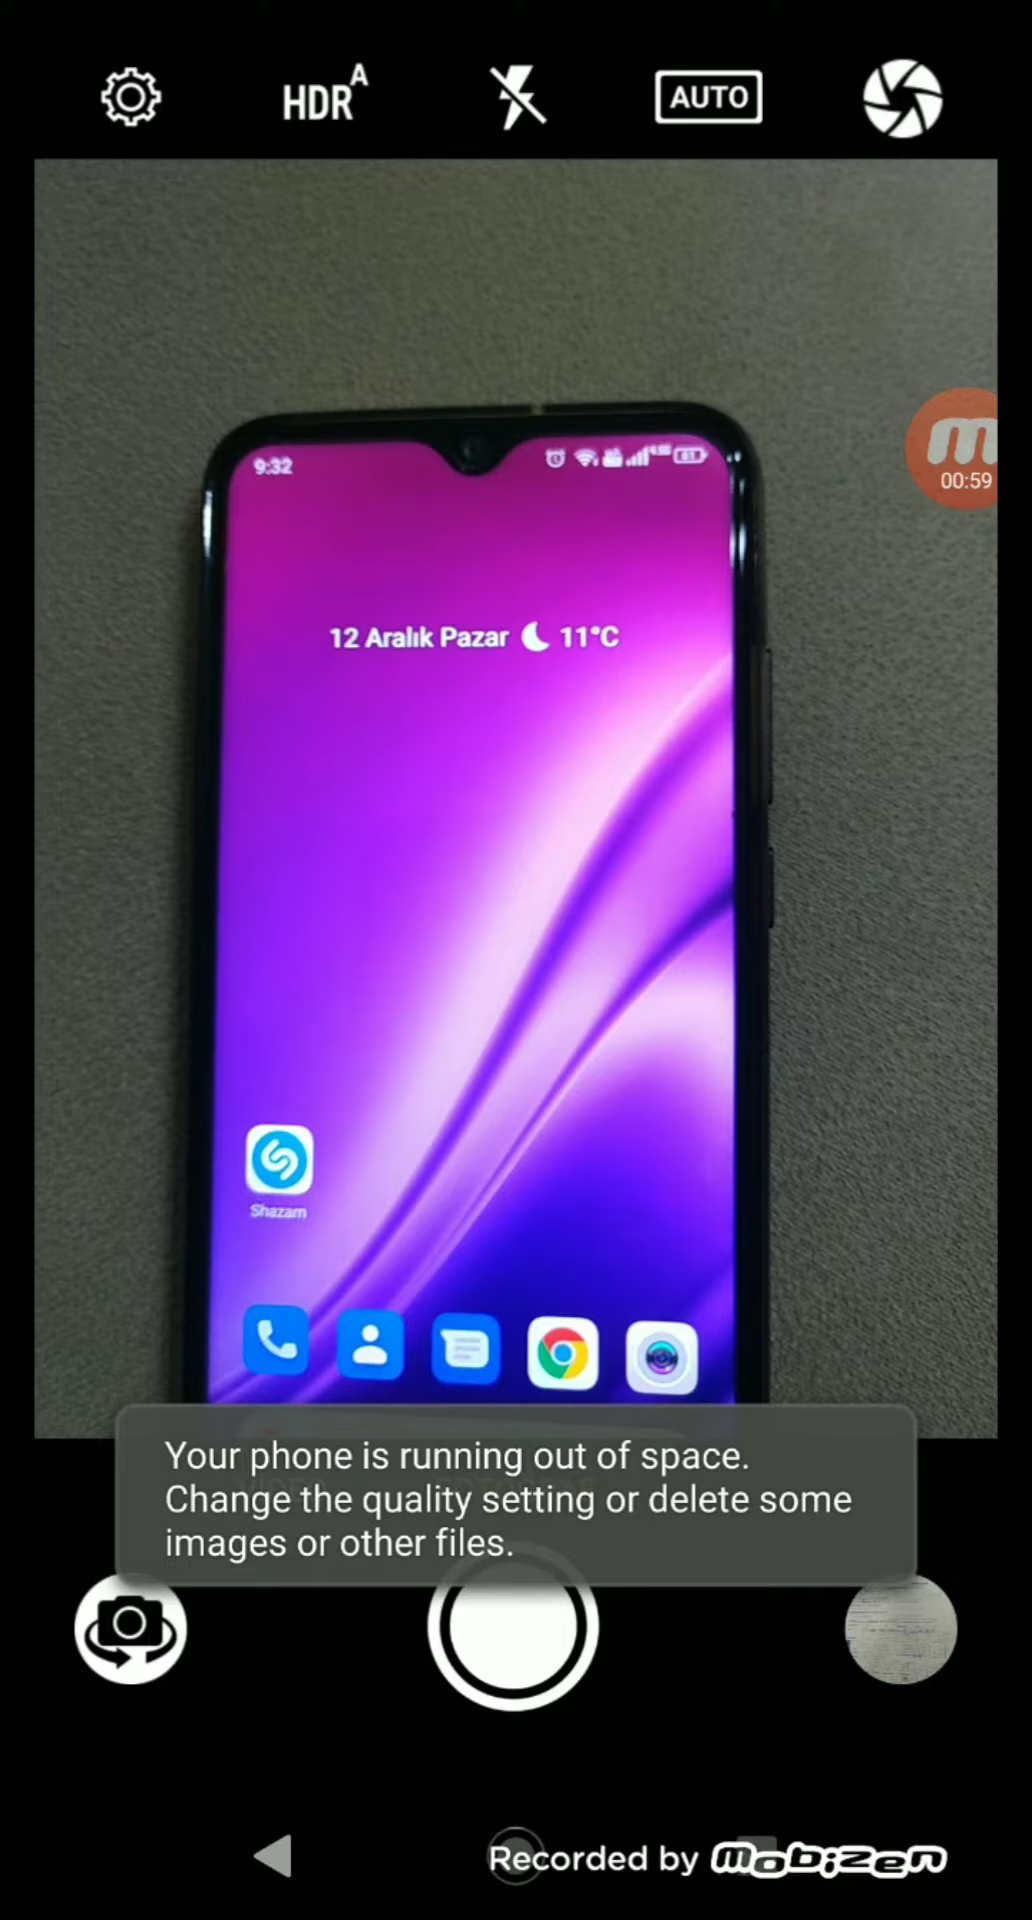 HDR A
AUTO
9:32
00:59
12 Aralık Pazar 11°C
Shazam
Your phone is running out of space.
Change the quality setting or delete some
images or other files.
Recorded by mobizen